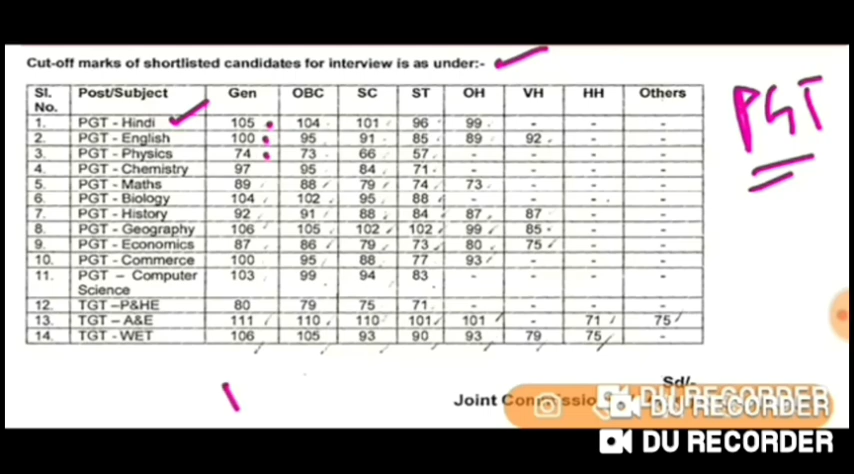 Cut-off marks of shortlisted candidates for interview is as under:-
Sl. No. Post/Subject Gen OBC SC ST OH VH HH Others
1. PGT - Hindi 105 104 101 96 99 - - -
2. PGT - English 100 95 91 85 89 92 - -
3. PGT - Physics 74 73 66 57 - - - -
4. PGT - Chemistry 97 95 84 71 - - - -
5. PGT - Maths 89 88 79 74 73 - - -
6. PGT - Biology 104 102 95 88 - - - -
7. PGT - History 92 91 88 84 87 87 - -
8. PGT - Geography 106 105 102 102 99 85 - -
9. PGT - Economics 87 86 79 73 80 75 - -
10. PGT - Commerce 100 95 88 77 93 - - -
11. PGT – Computer Science 103 99 94 83 - - - -
12. TGT –P&HE 80 79 75 71 - - - -
13. TGT – A&E 111 110 110 101 101 - 71 75
14. TGT - WET 106 105 93 90 93 79 75 -
PGT
Sd/-
Joint
DU RECORDER
DU RECORDER
DU RECORDER